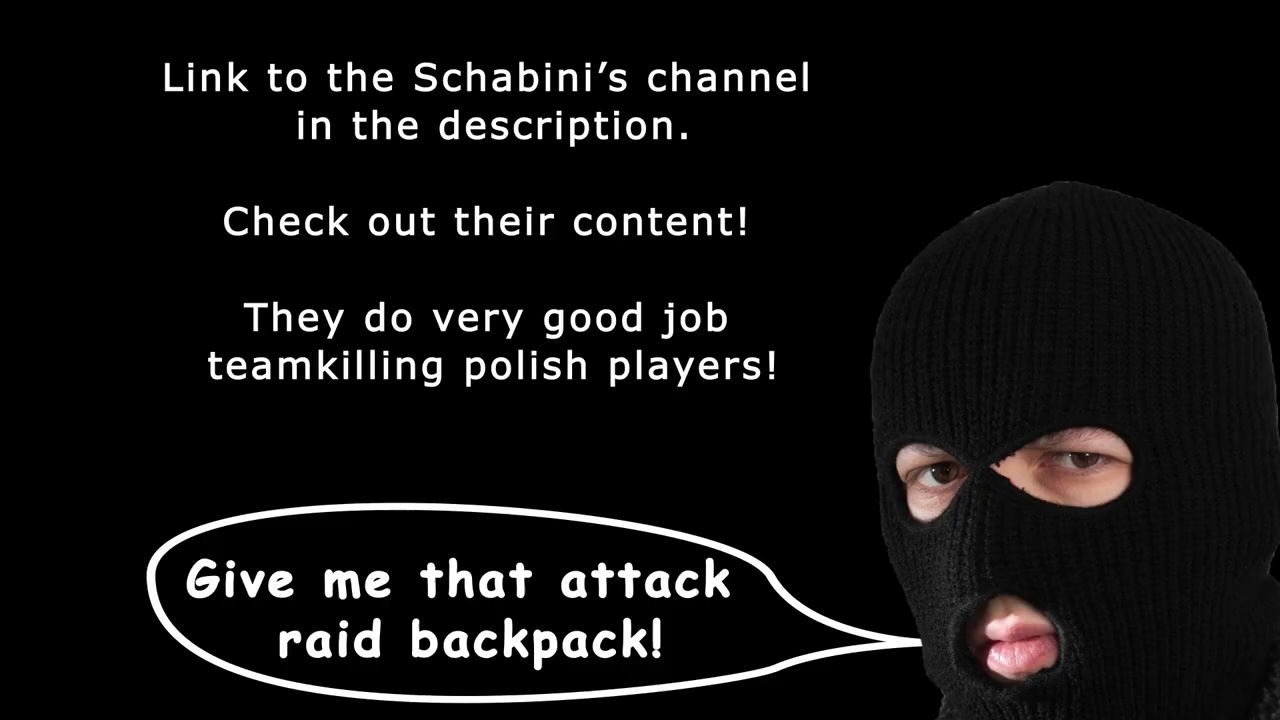 Link to the Schabini’s channel
in the description.
Check out their content!
They do very good job
teamkilling polish players!
Give me that attack
raid backpack!